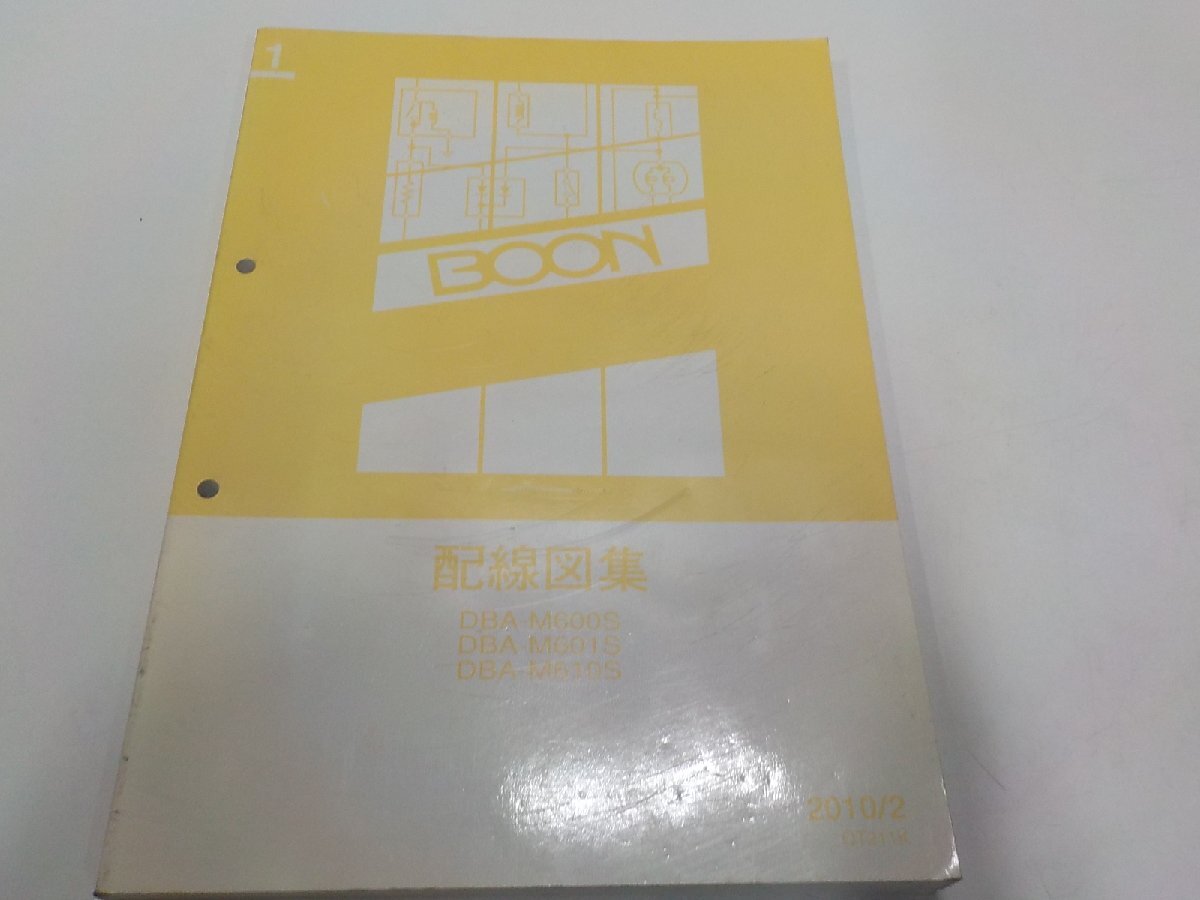 1
BOON
配線図集
DBA-M600S
DBA-M601S
DBA-M610S
2010/2